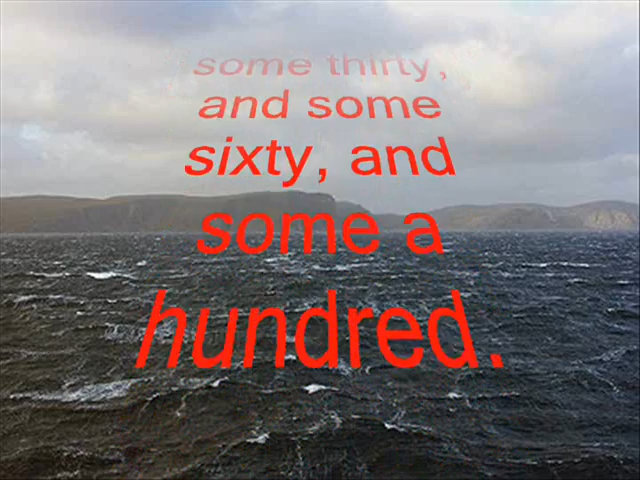 some thirty,
and some
sixty, and
some a
hundred.